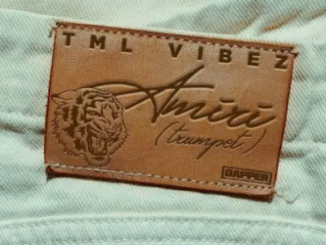 TML VIBEZ
Amiri
(trumpet)
DAPPER